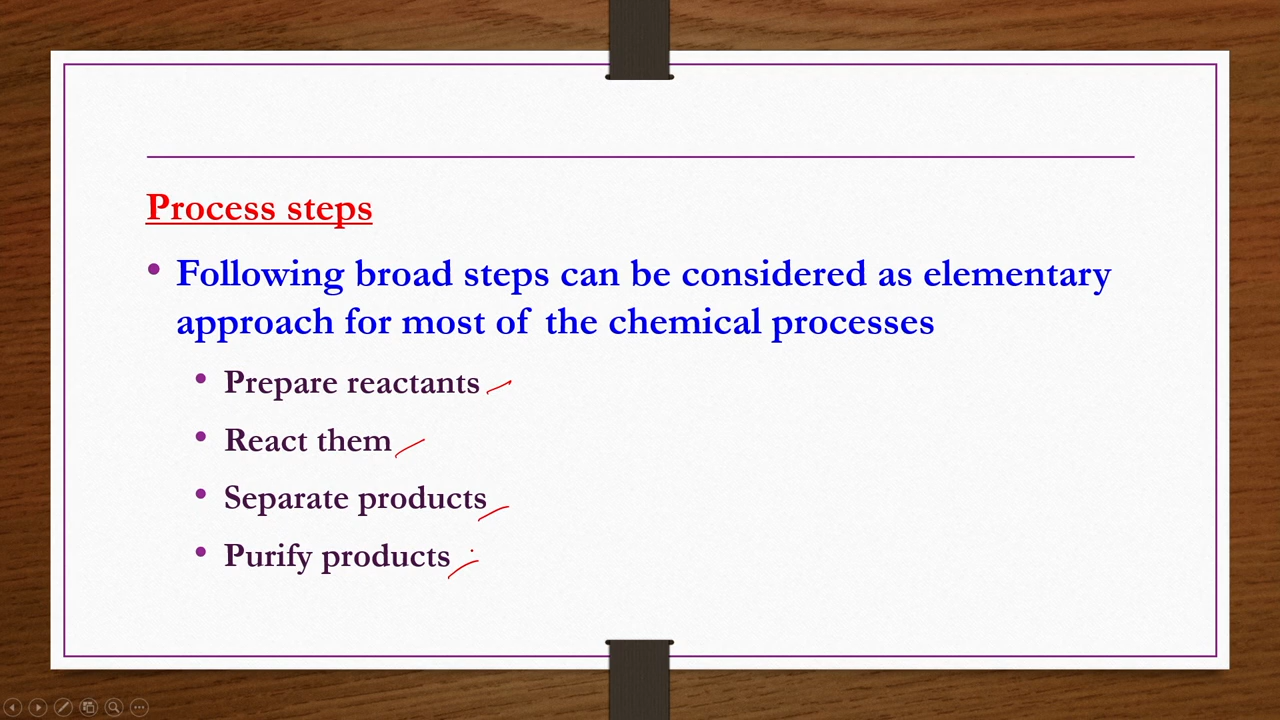 Process steps
• Following broad steps can be considered as elementary
approach for most of the chemical processes
• Prepare reactants
• React them
• Separate products
• Purify products